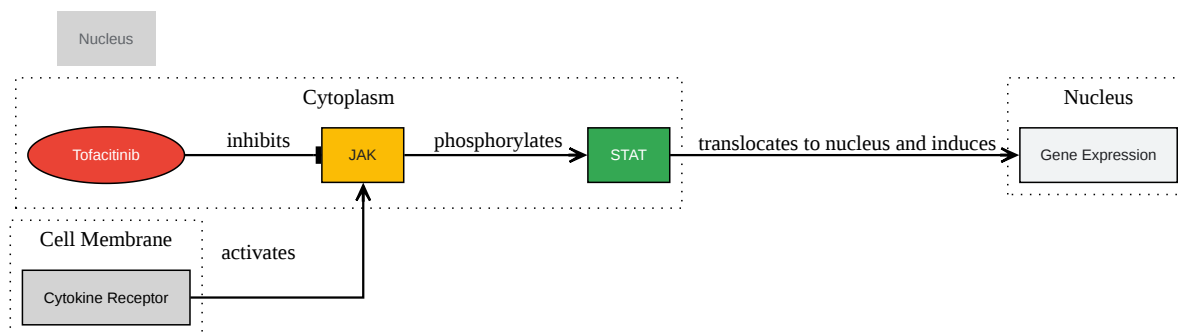 Nucleus
Cytoplasm
Nucleus
Tofacitinib
inhibits
JAK
phosphorylates
STAT
translocates to nucleus and induces
Gene Expression
Cell Membrane
activates
Cytokine Receptor